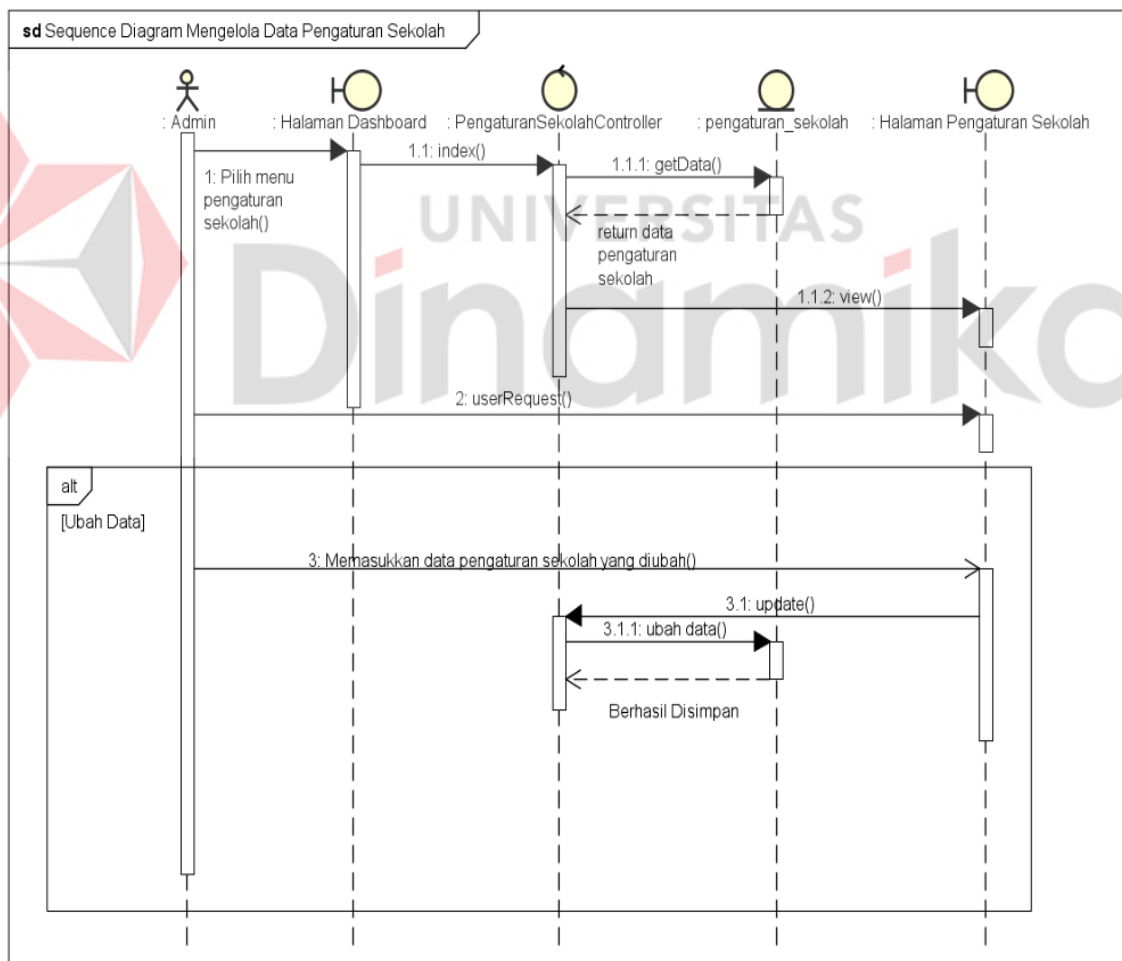 sd Sequence Diagram Mengelola Data Pengaturan Sekolah
: Admin
: Halaman Dashboard
: PengaturanSekolahController
: pengaturan_sekolah
: Halaman Pengaturan Sekolah
1: Pilih menu
pengaturan
sekolah()
1.1: index()
1.1.1: getData()
return data
pengaturan
sekolah
1.1.2: view()
2: userRequest()
UNIVERSITAS
Dinamika
alt
[Ubah Data]
3: Memasukkan data pengaturan sekolah yang diubah()
3.1: update()
3.1.1: ubah data()
Berhasil Disimpan